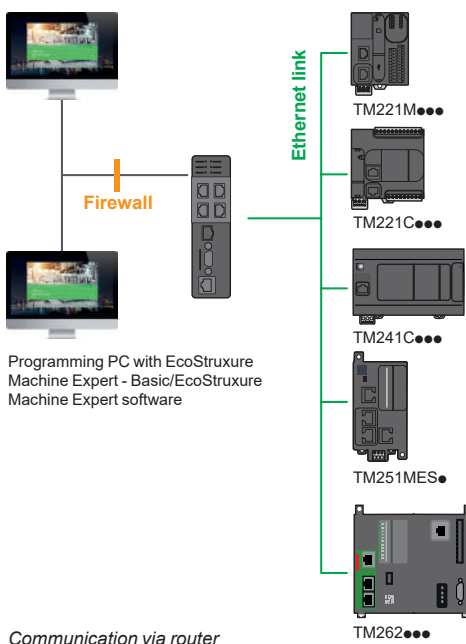 Ethernet link
TM221M●●●
Firewall
TM221C●●●
TM241C●●●
Programming PC with EcoStruxure
Machine Expert - Basic/EcoStruxure
Machine Expert software
TM251MES●
TM262●●●
Communication via router